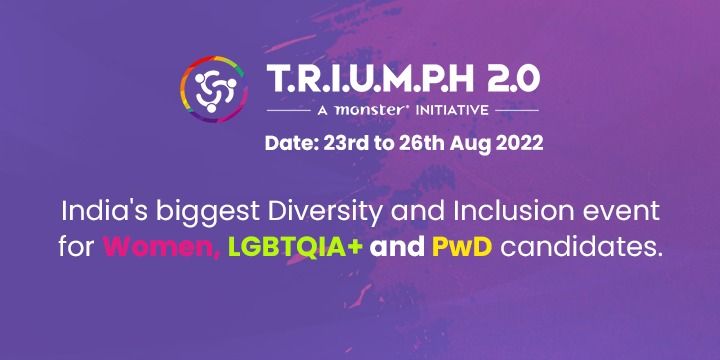 T.R.I.U.M.P.H 2.0
A monster® INITIATIVE
Date: 23rd to 26th Aug 2022
India's biggest Diversity and Inclusion event
for Women, LGBTQIA+ and PwD candidates.